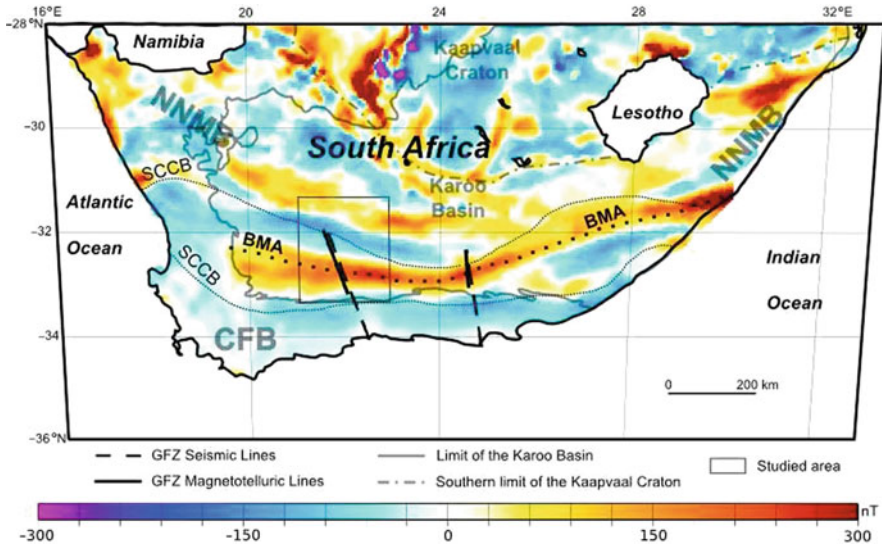 16°E 20 24 28 32°E
−28°
Namibia
Kaapvaal
Craton
NNMB
Lesotho
−30
South Africa
NNMB
SCCB
Karoo
Basin
Atlantic
Ocean
−32
BMA
BMA
SCCB
Indian
Ocean
−34
CFB
0 200 km
−36°N
GFZ Seismic Lines
Limit of the Karoo Basin
Studied area
GFZ Magnetotelluric Lines
Southern limit of the Kaapvaal Craton
nT
-300 -150 0 150 300